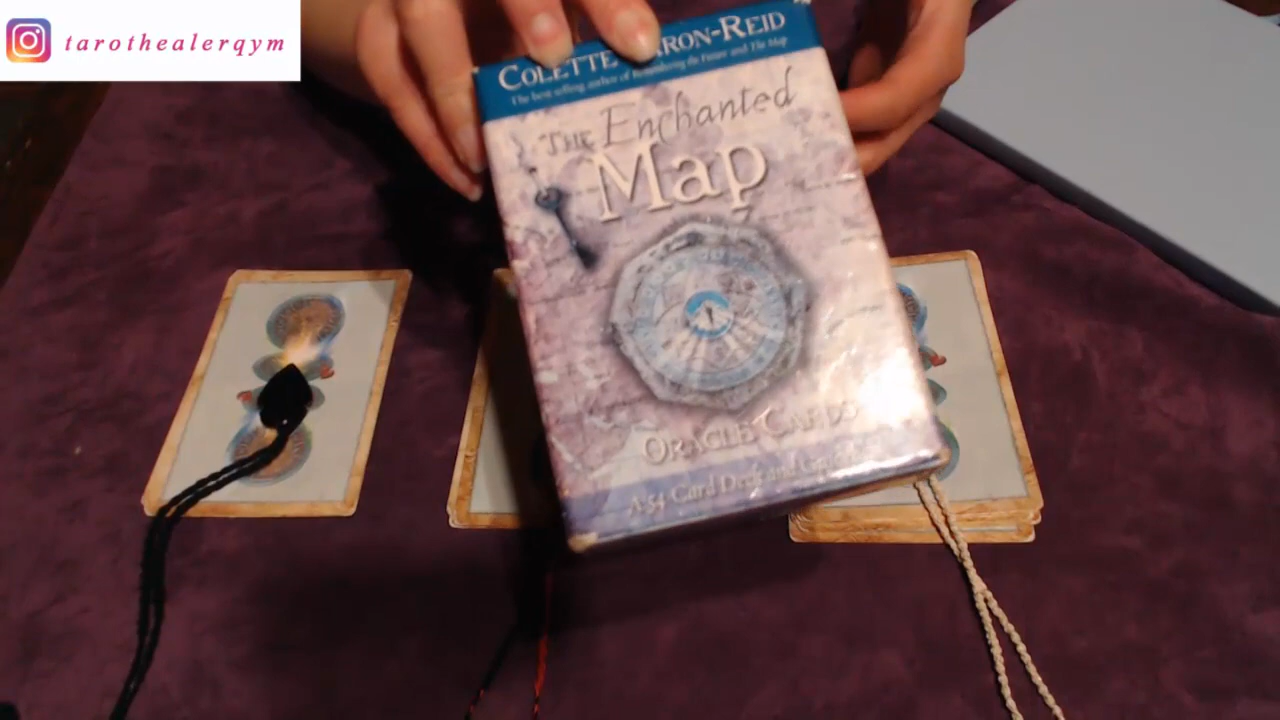 tarothealerqym
COLETTE BARON-REID
The best-selling author of Remembering the Future and The Map
THE Enchanted
Map
ORACLE CARDS
A 54-Card Deck and